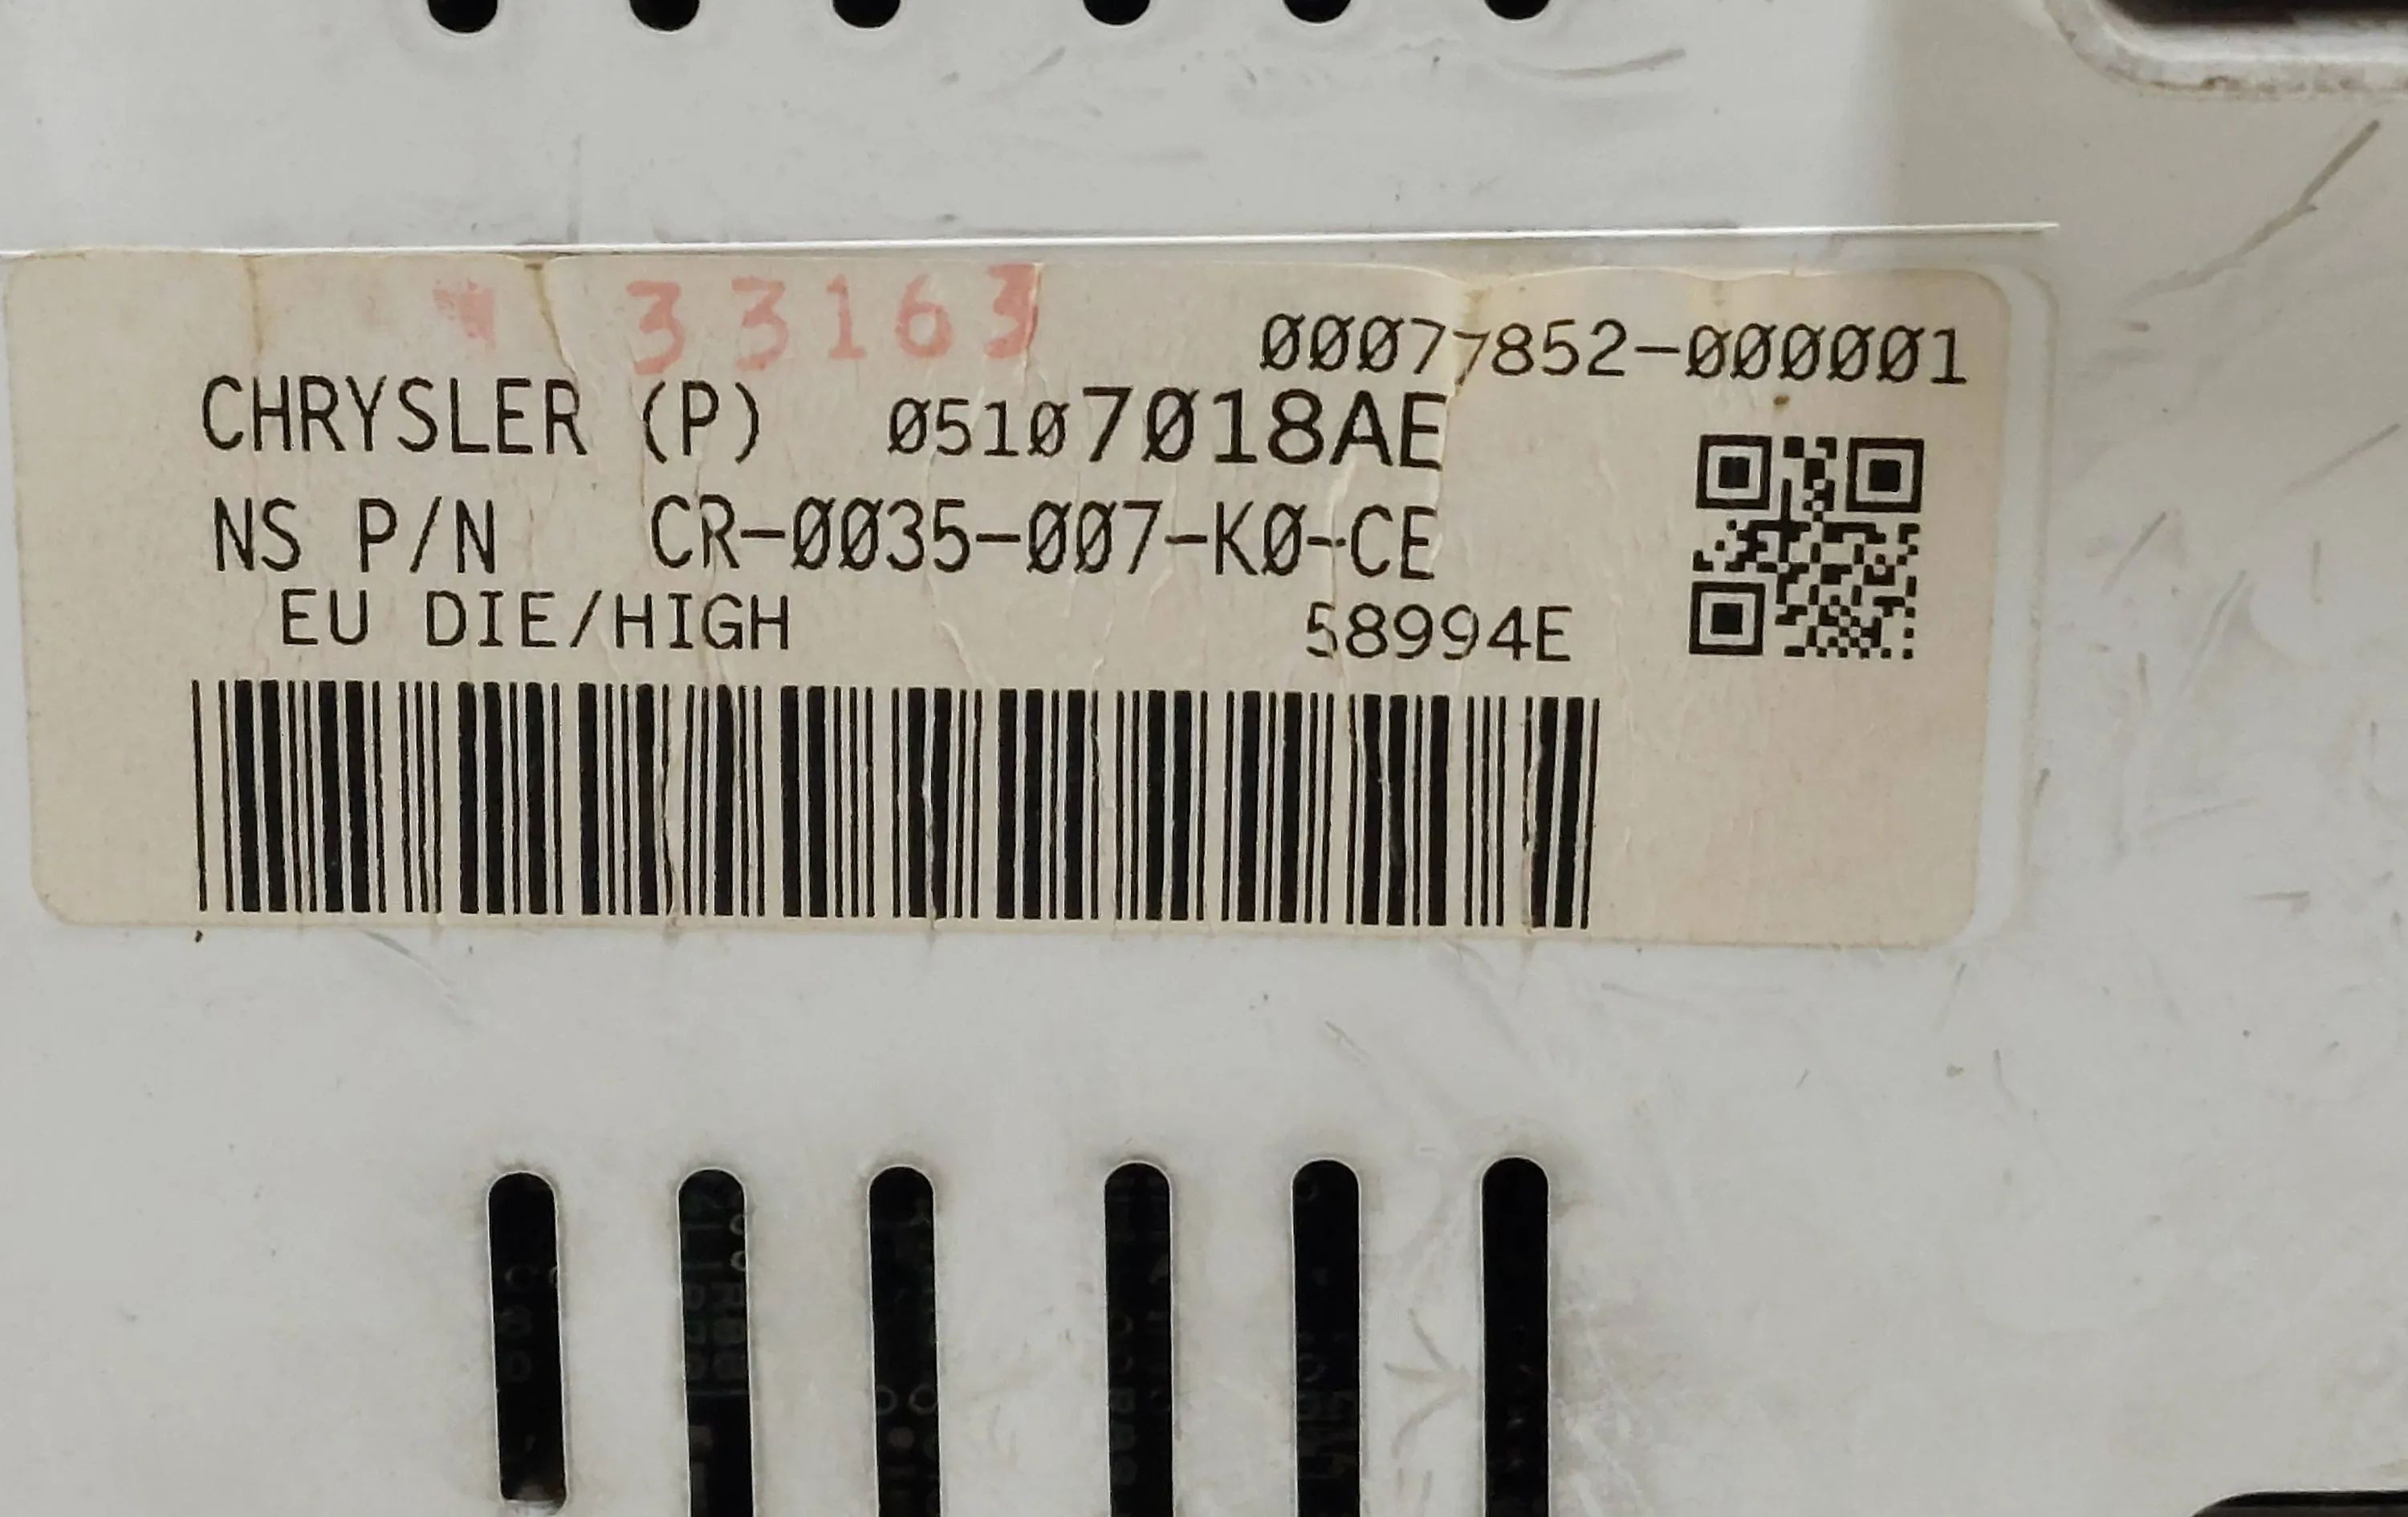 33163
00077852-000001
CHRYSLER (P) 05107018AE
NS P/N CR-0035-007-K0-CE
EU DIE/HIGH 58994E